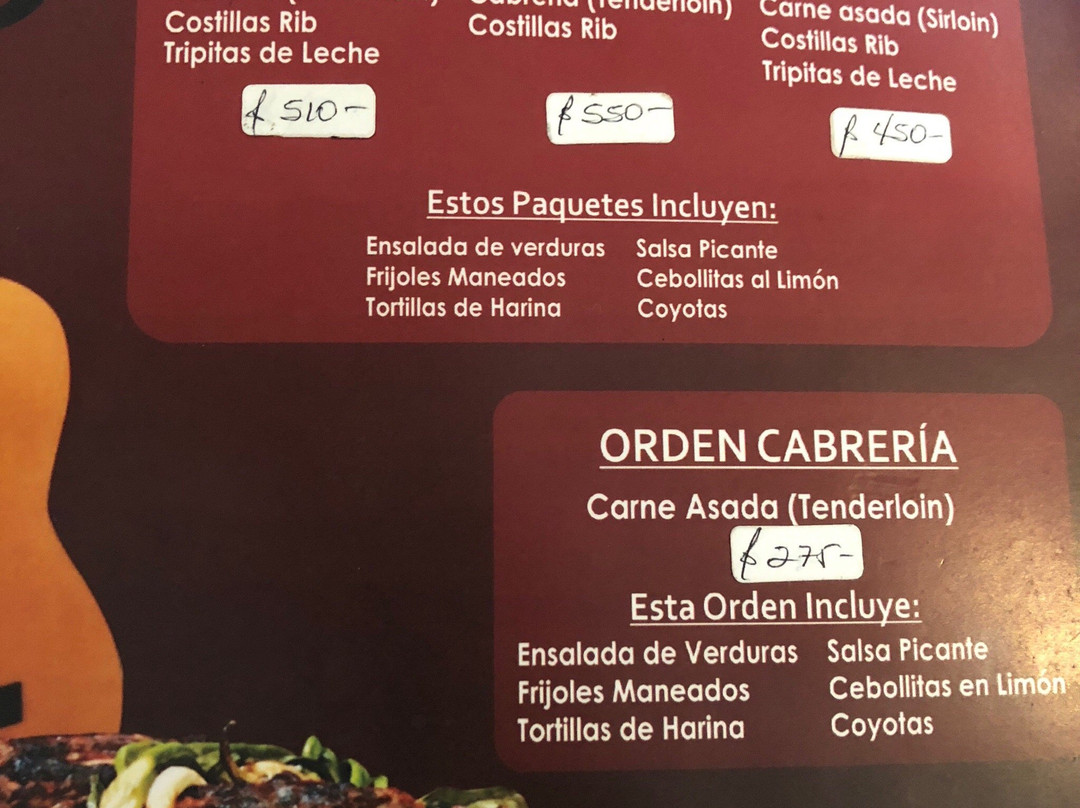 (Tenderloin)
Carne asada (Sirloin)
Costillas Rib
Costillas Rib
Costillas Rib
Tripitas de Leche
Tripitas de Leche
$ 510-
$ 550-
$ 450-
Estos Paquetes Incluyen:
Ensalada de verduras Salsa Picante
Frijoles Maneados Cebollitas al Limón
Tortillas de Harina Coyotas
ORDEN CABRERÍA
Carne Asada (Tenderloin)
$ 275-
Esta Orden Incluye:
Ensalada de Verduras Salsa Picante
Frijoles Maneados Cebollitas en Limón
Tortillas de Harina Coyotas